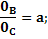 0_B/0_C = a;